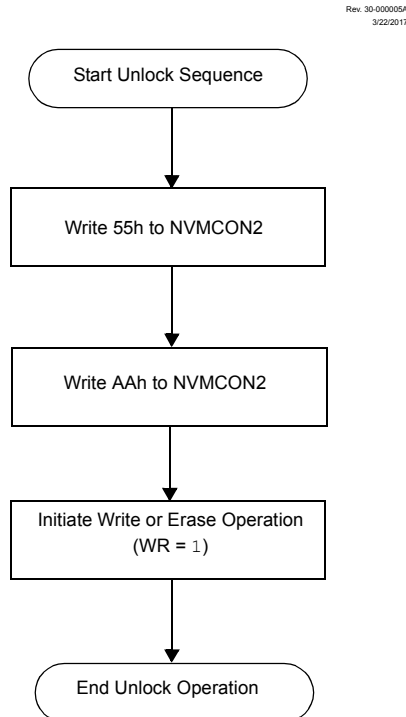 Rev. 30-000005A
3/22/2017
Start Unlock Sequence
Write 55h to NVMCON2
Write AAh to NVMCON2
Initiate Write or Erase Operation
(WR = 1)
End Unlock Operation